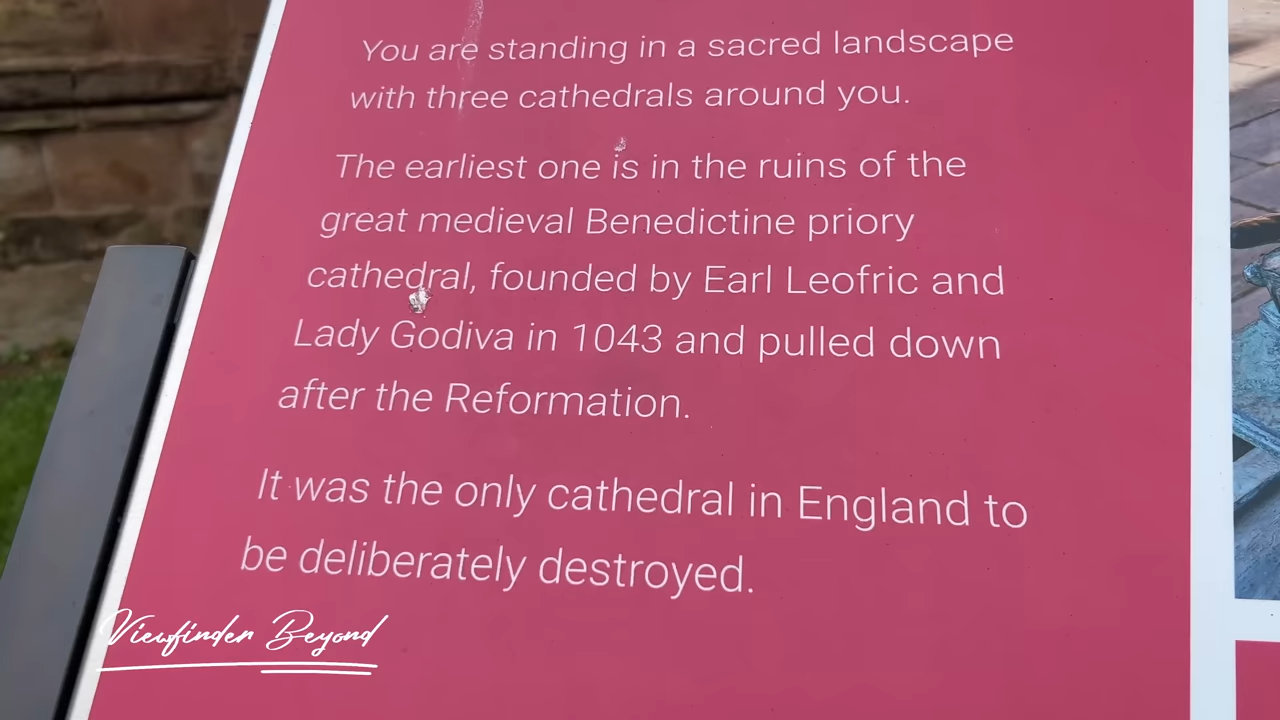 You are standing in a sacred landscape
with three cathedrals around you.
The earliest one is in the ruins of the
great medieval Benedictine priory
cathedral, founded by Earl Leofric and
Lady Godiva in 1043 and pulled down
after the Reformation.
It was the only cathedral in England to
be deliberately destroyed.
Viewfinder Beyond